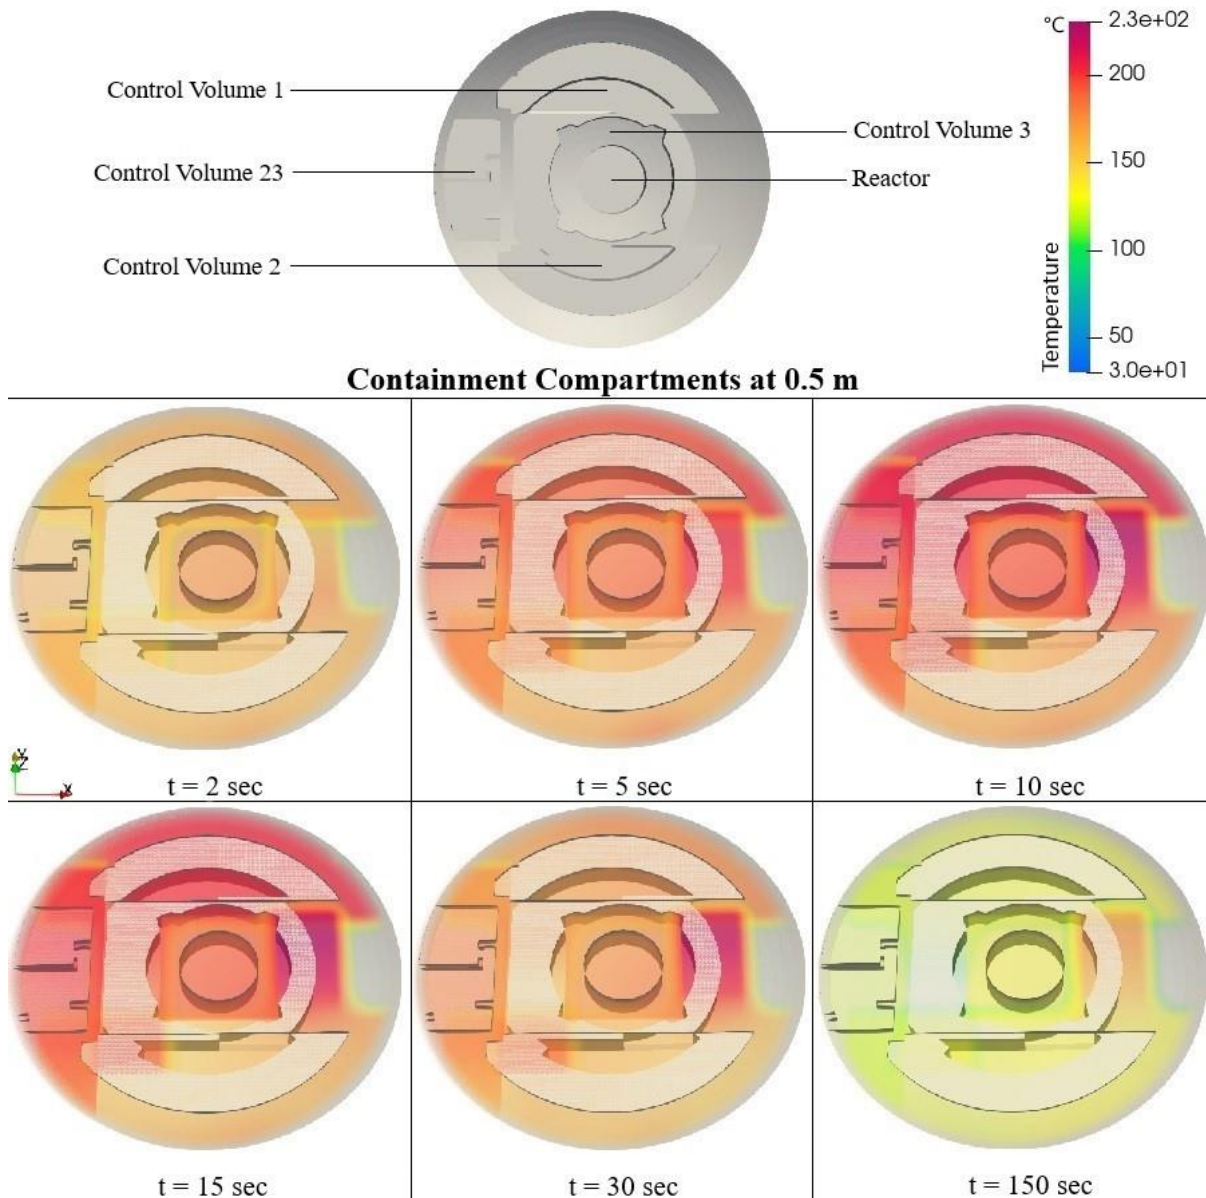 °C
2.3e+02
200
150
100
50
3.0e+01
Temperature
Control Volume 1
Control Volume 3
Control Volume 23
Reactor
Control Volume 2
Containment Compartments at 0.5 m
Y
Z
X
t = 2 sec
t = 5 sec
t = 10 sec
t = 15 sec
t = 30 sec
t = 150 sec